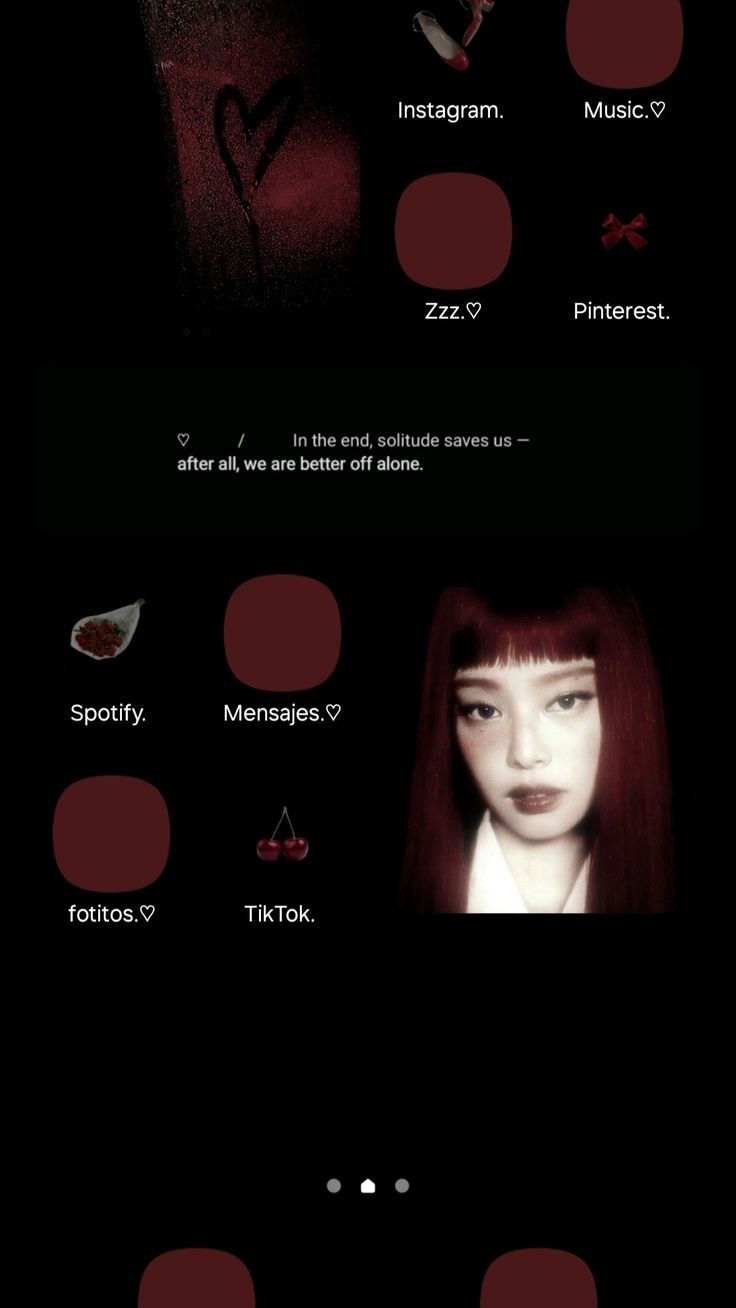 Instagram.
Music.♡
Zzz.♡
Pinterest.
♡ / In the end, solitude saves us —
after all, we are better off alone.
Spotify.
Mensajes.♡
fotitos.♡
TikTok.